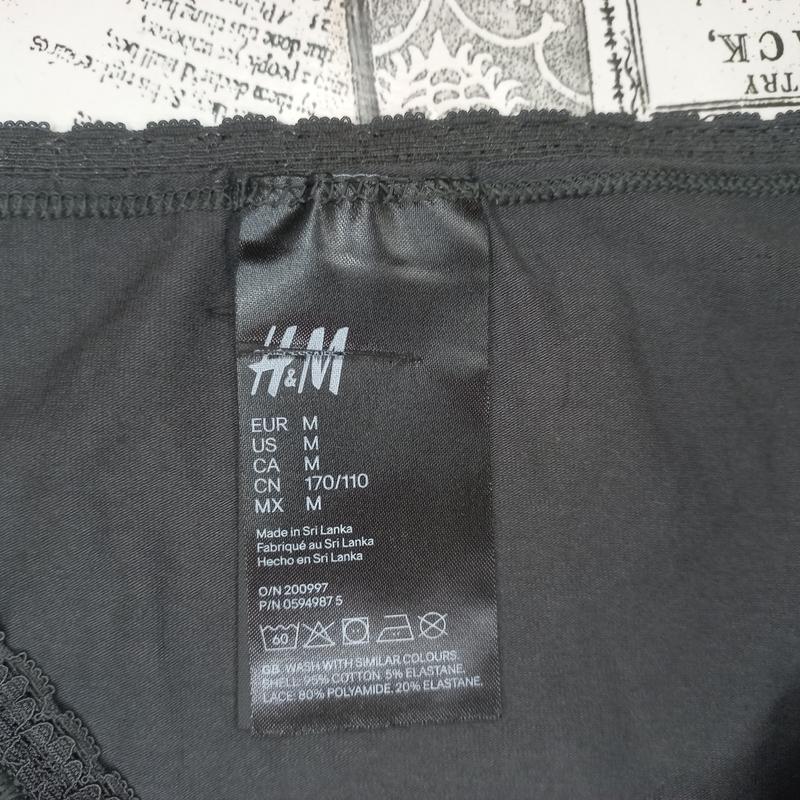 ACK,
TRY
H&M
EUR M
US M
CA M
CN 170/110
MX M
Made in Sri Lanka
Fabriqué au Sri Lanka
Hecho en Sri Lanka
O/N 200997
P/N 0594987 5
60
GB WASH WITH SIMILAR COLOURS.
SHELL: 95% COTTON. 5% ELASTANE.
LACE: 80% POLYAMIDE. 20% ELASTANE.